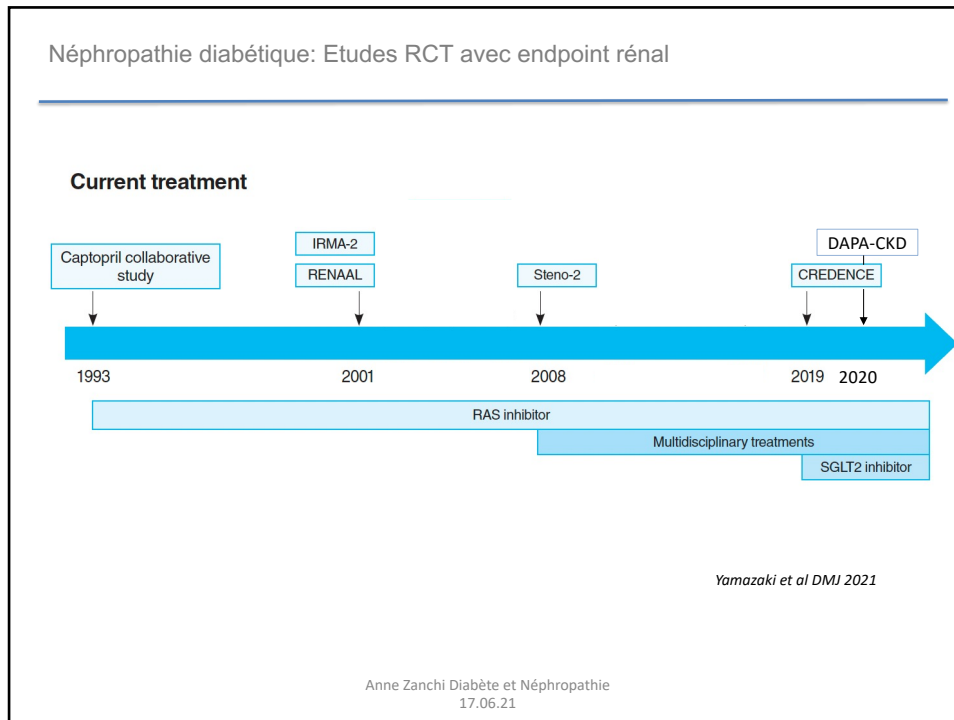 Néphropathie diabétique: Etudes RCT avec endpoint rénal
Current treatment
Captopril collaborative
study
IRMA-2
RENAAL
Steno-2
DAPA-CKD
CREDENCE
1993
2001
2008
2019
2020
RAS inhibitor
Multidisciplinary treatments
SGLT2 inhibitor
Yamazaki et al DMJ 2021
Anne Zanchi Diabète et Néphropathie
17.06.21